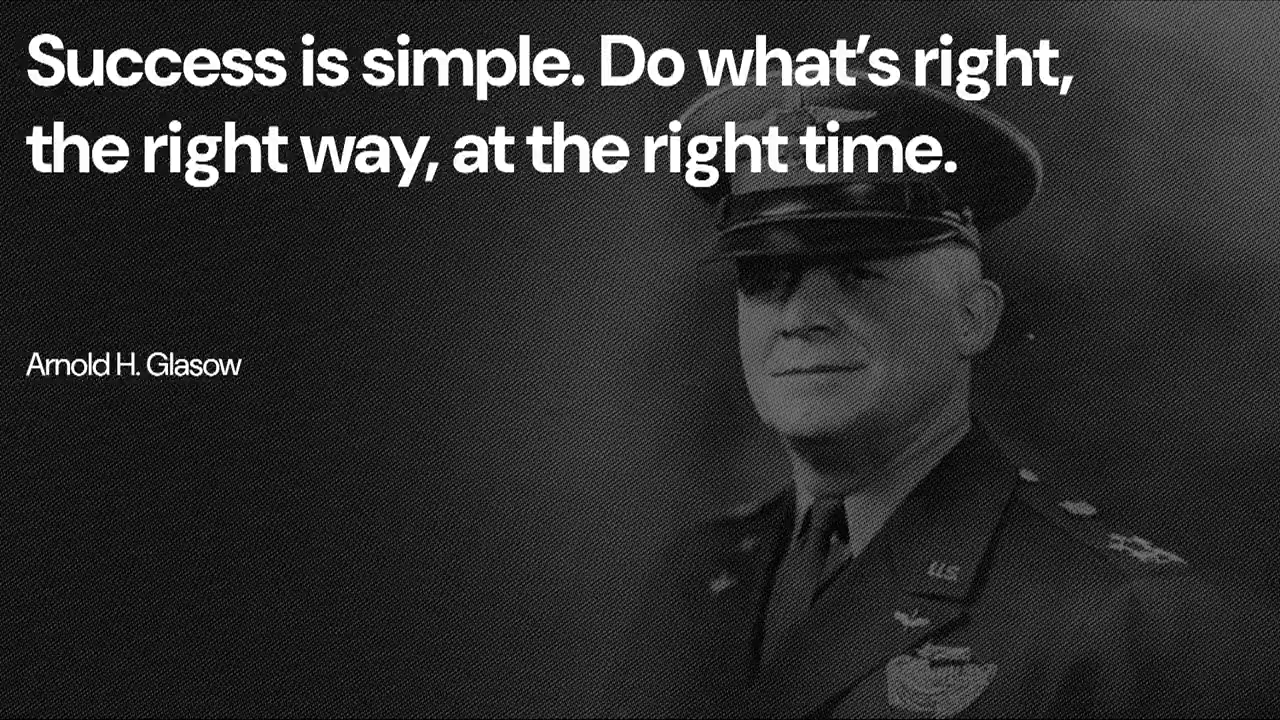 Success is simple. Do what’s right,
the right way, at the right time.
Arnold H. Glasow
U.S.